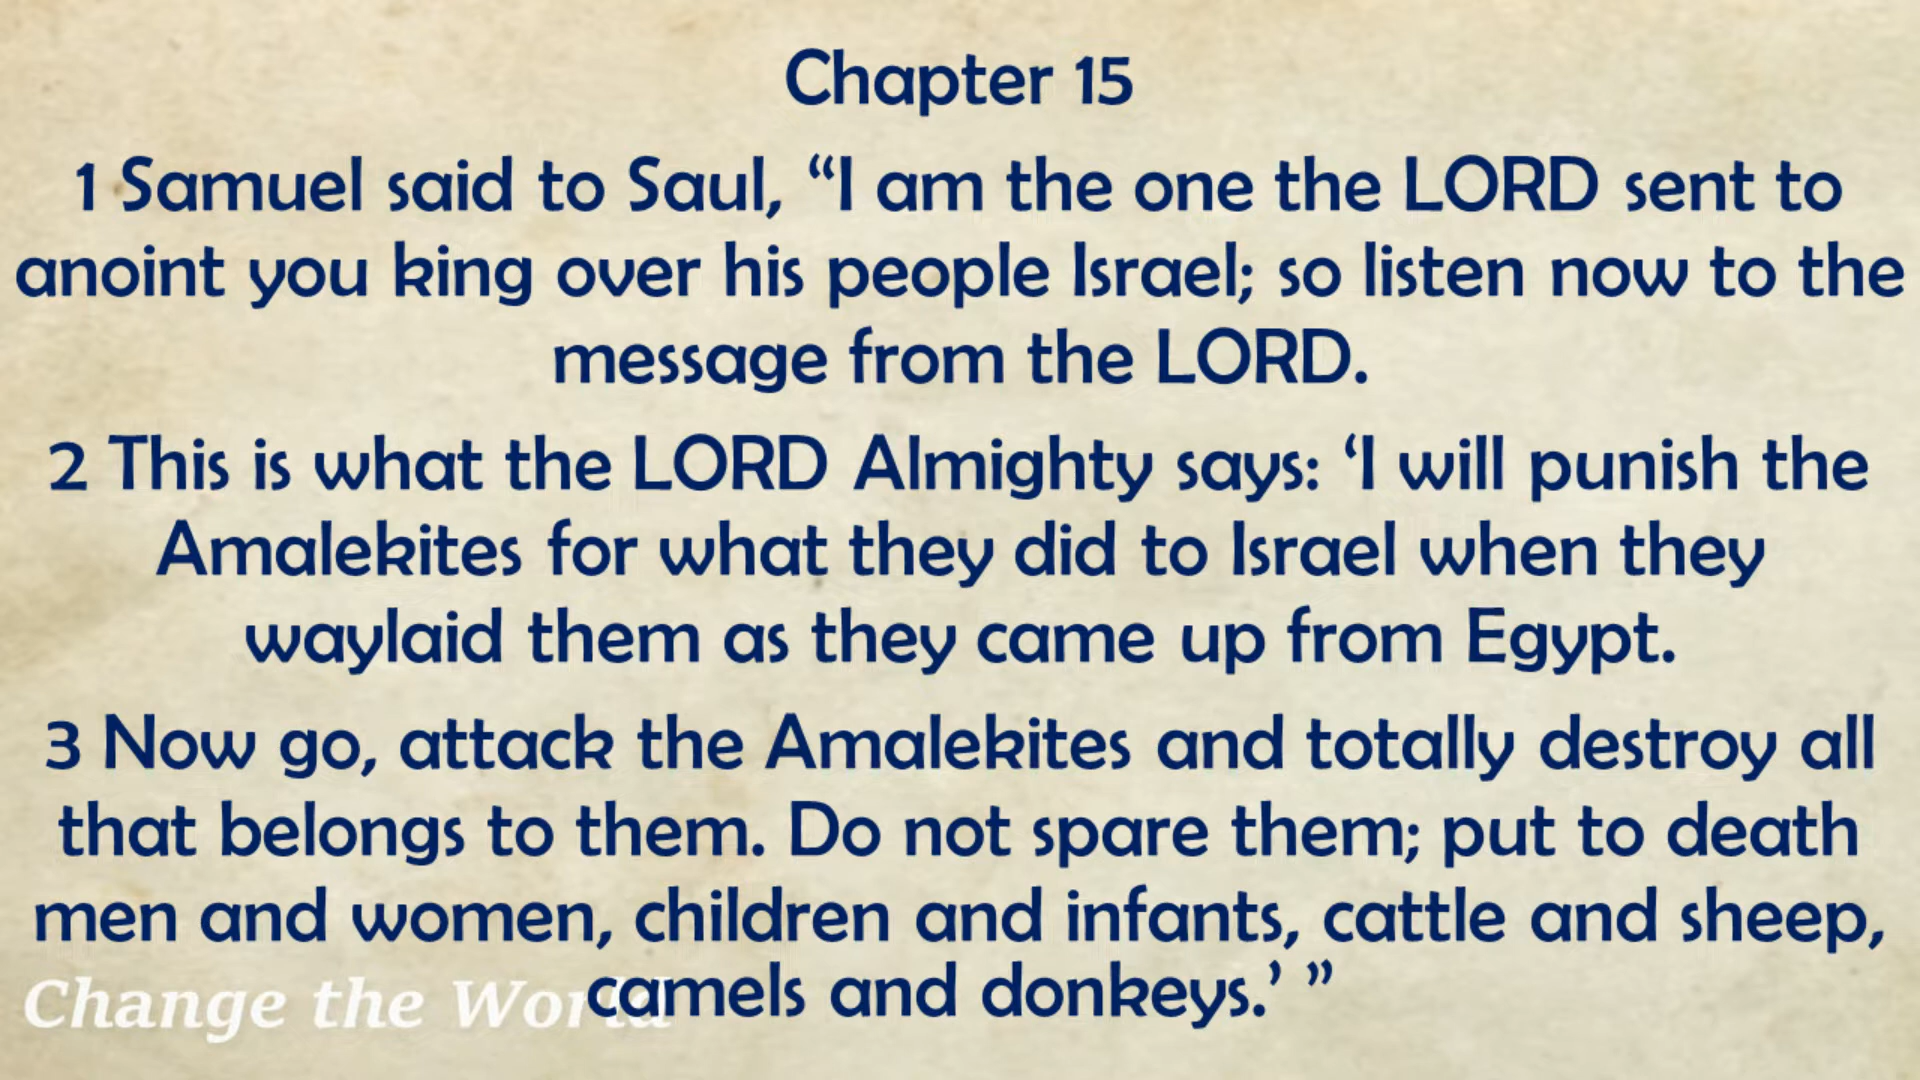 Chapter 15
1 Samuel said to Saul, “I am the one the LORD sent to
anoint you king over his people Israel; so listen now to the
message from the LORD.
2 This is what the LORD Almighty says: ‘I will punish the
Amalekites for what they did to Israel when they
waylaid them as they came up from Egypt.
3 Now go, attack the Amalekites and totally destroy all
that belongs to them. Do not spare them; put to death
men and women, children and infants, cattle and sheep,
camels and donkeys.’ ”
Change the World